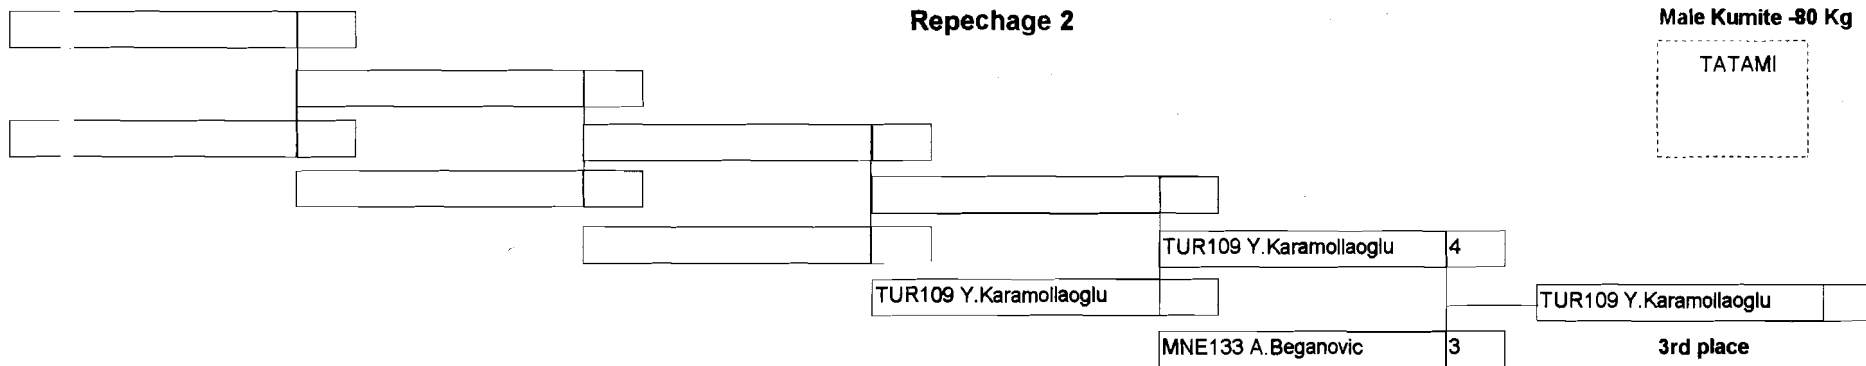 Repechage 2
Male Kumite -80 Kg
TATAMI
TUR109 Y.Karamollaoglu 4
TUR109 Y.Karamollaoglu
TUR109 Y.Karamollaoglu
MNE133 A.Beganovic 3
3rd place